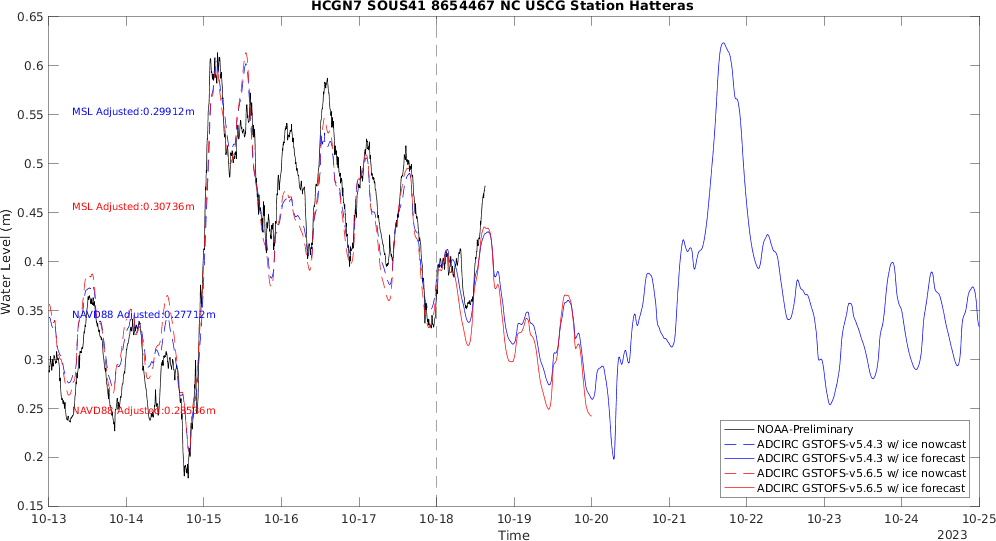 HCGN7 SOUS41 8654467 NC USCG Station Hatteras
0.65
0.6
0.55
0.5
0.45
0.4
0.35
0.3
0.25
0.2
0.15
Water Level (m)
MSL Adjusted:0.29912m
MSL Adjusted:0.30736m
NAVD88 Adjusted:0.27712m
NAVD88 Adjusted:0.28536m
NOAA-Preliminary
ADCIRC GSTOFS-v5.4.3 w/ ice nowcast
ADCIRC GSTOFS-v5.4.3 w/ ice forecast
ADCIRC GSTOFS-v5.6.5 w/ ice nowcast
ADCIRC GSTOFS-v5.6.5 w/ ice forecast
10-13 10-14 10-15 10-16 10-17 10-18 10-19 10-20 10-21 10-22 10-23 10-24 10-25
Time
2023